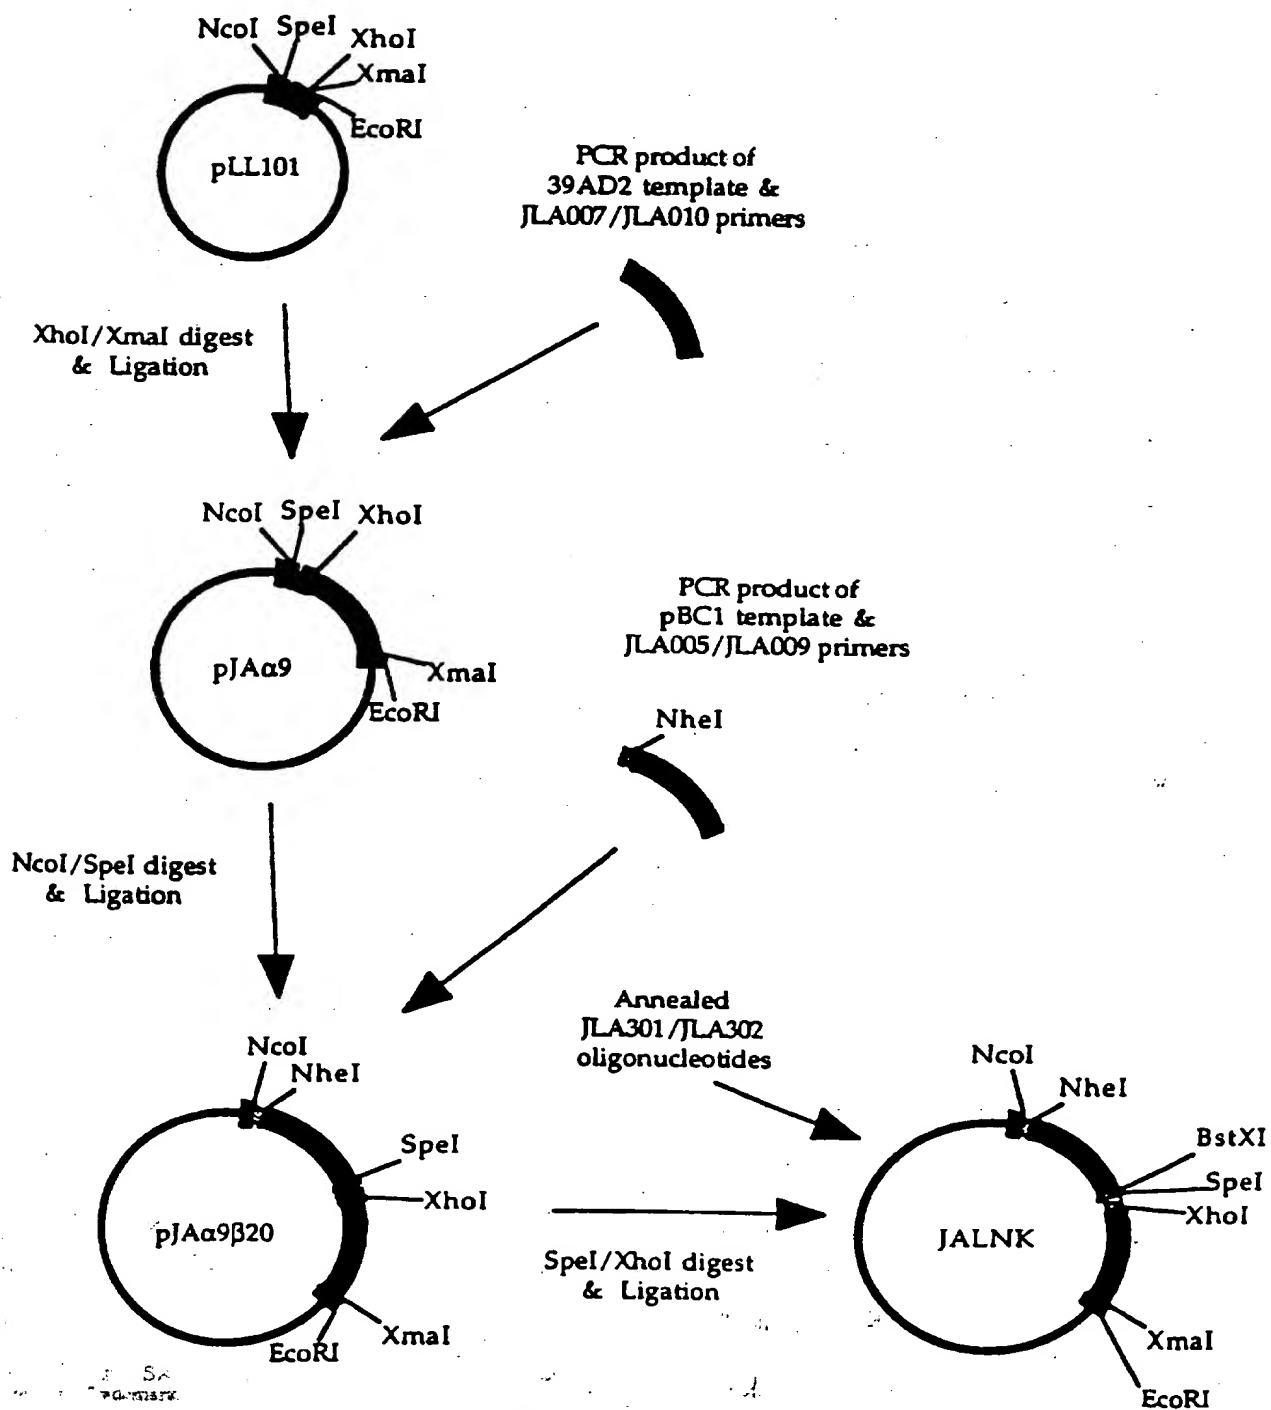 NcoI SpeI
XhoI
XmaI
EcoRI
pLL101
PCR product of
39AD2 template &
JLA007/JLA010 primers
XhoI/XmaI digest
& Ligation
NcoI SpeI XhoI
pJAα9
XmaI
EcoRI
PCR product of
pBC1 template &
JLA005/JLA009 primers
NheI
NcoI/SpeI digest
& Ligation
Annealed
JLA301/JLA302
oligonucleotides
NcoI
NheI
SpeI
XhoI
pJAα9β20
XmaI
EcoRI
SpeI/XhoI digest
& Ligation
NcoI
NheI
BstXI
SpeI
XhoI
JALNK
XmaI
EcoRI